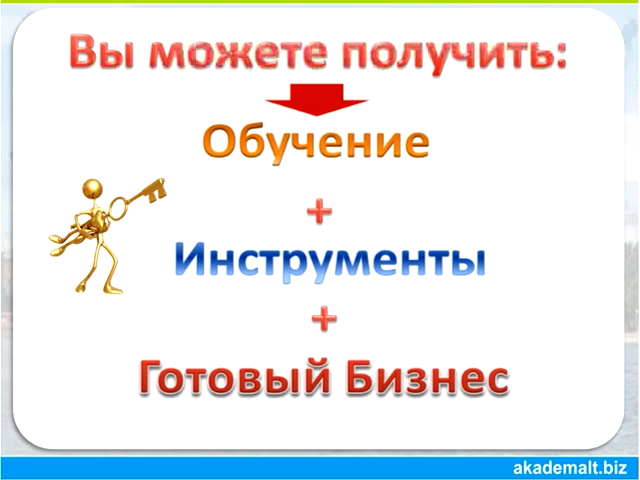 Вы можете получить:
Обучение
+
Инструменты
+
Готовый Бизнес
akademalt.biz